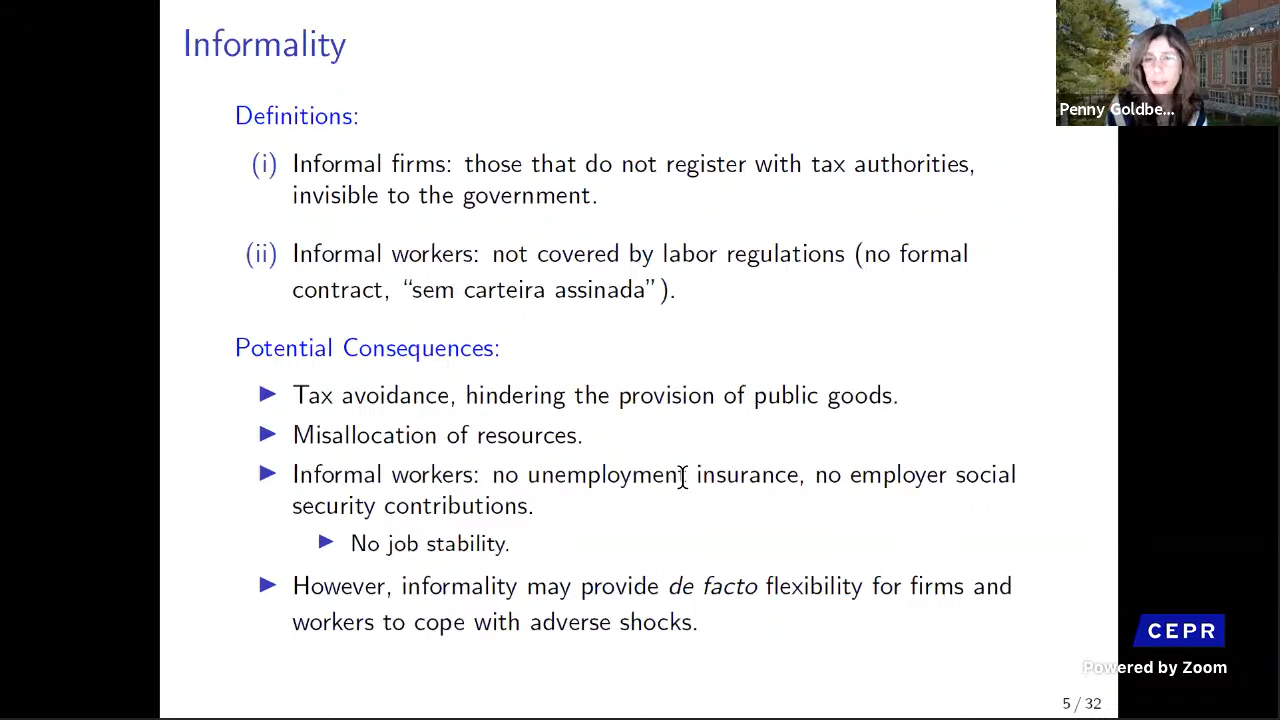 Informality
Definitions:
(i) Informal firms: those that do not register with tax authorities,
invisible to the government.
(ii) Informal workers: not covered by labor regulations (no formal
contract, “sem carteira assinada”).
Potential Consequences:
▶ Tax avoidance, hindering the provision of public goods.
▶ Misallocation of resources.
▶ Informal workers: no unemployment insurance, no employer social
security contributions.
▶ No job stability.
▶ However, informality may provide de facto flexibility for firms and
workers to cope with adverse shocks.
5 / 32
Penny Goldbe...
CEPR
Powered by Zoom